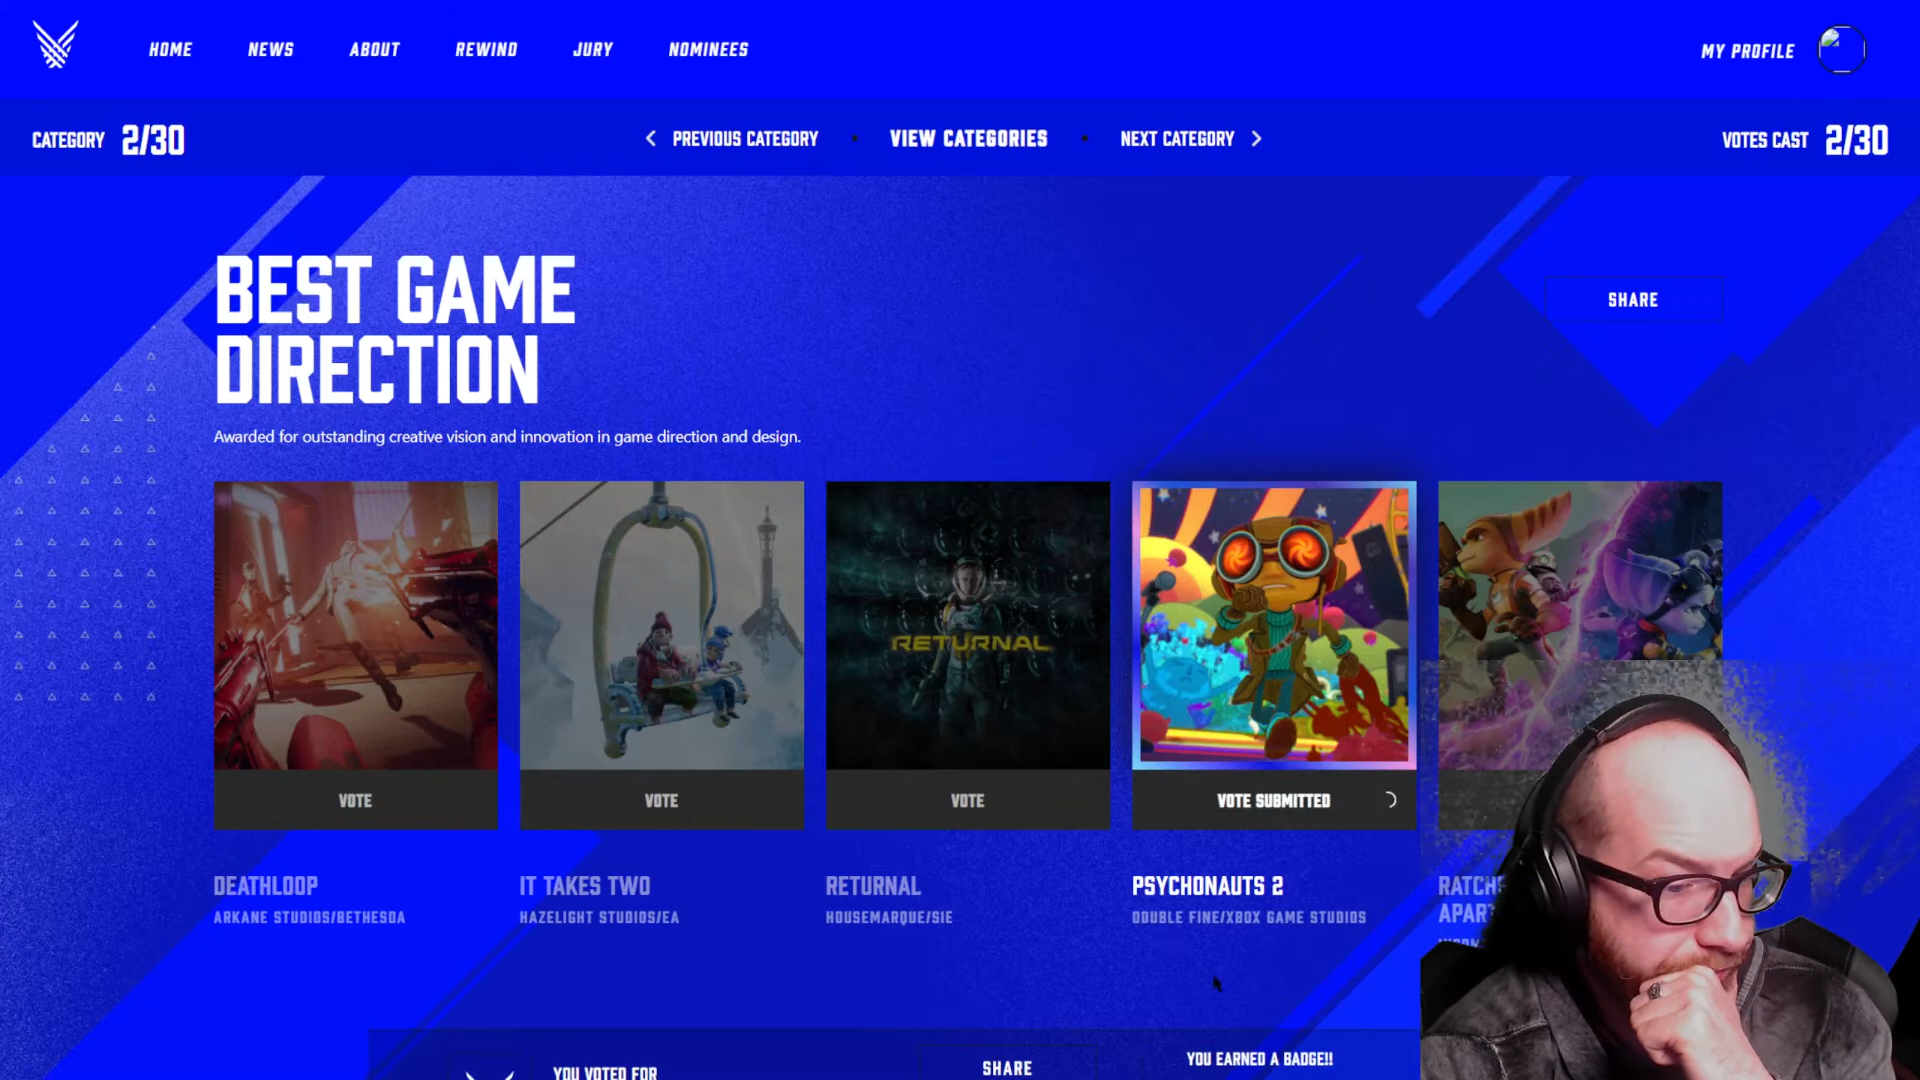 HOME NEWS ABOUT REWIND JURY NOMINEES MY PROFILE
CATEGORY 2/30 PREVIOUS CATEGORY VIEW CATEGORIES NEXT CATEGORY VOTES CAST 2/30
BEST GAME
DIRECTION
SHARE
Awarded for outstanding creative vision and innovation in game direction and design.
RETURNAL
VOTE VOTE VOTE VOTE SUBMITTED
DEATHLOOP IT TAKES TWO RETURNAL PSYCHONAUTS 2
ARKANE STUDIOS/BETHESDA HAZELIGHT STUDIOS/EA HOUSEMARQUE/SIE DOUBLE FINE/XBOX GAME STUDIOS
YOU VOTED FOR SHARE YOU EARNED A BADGE!!